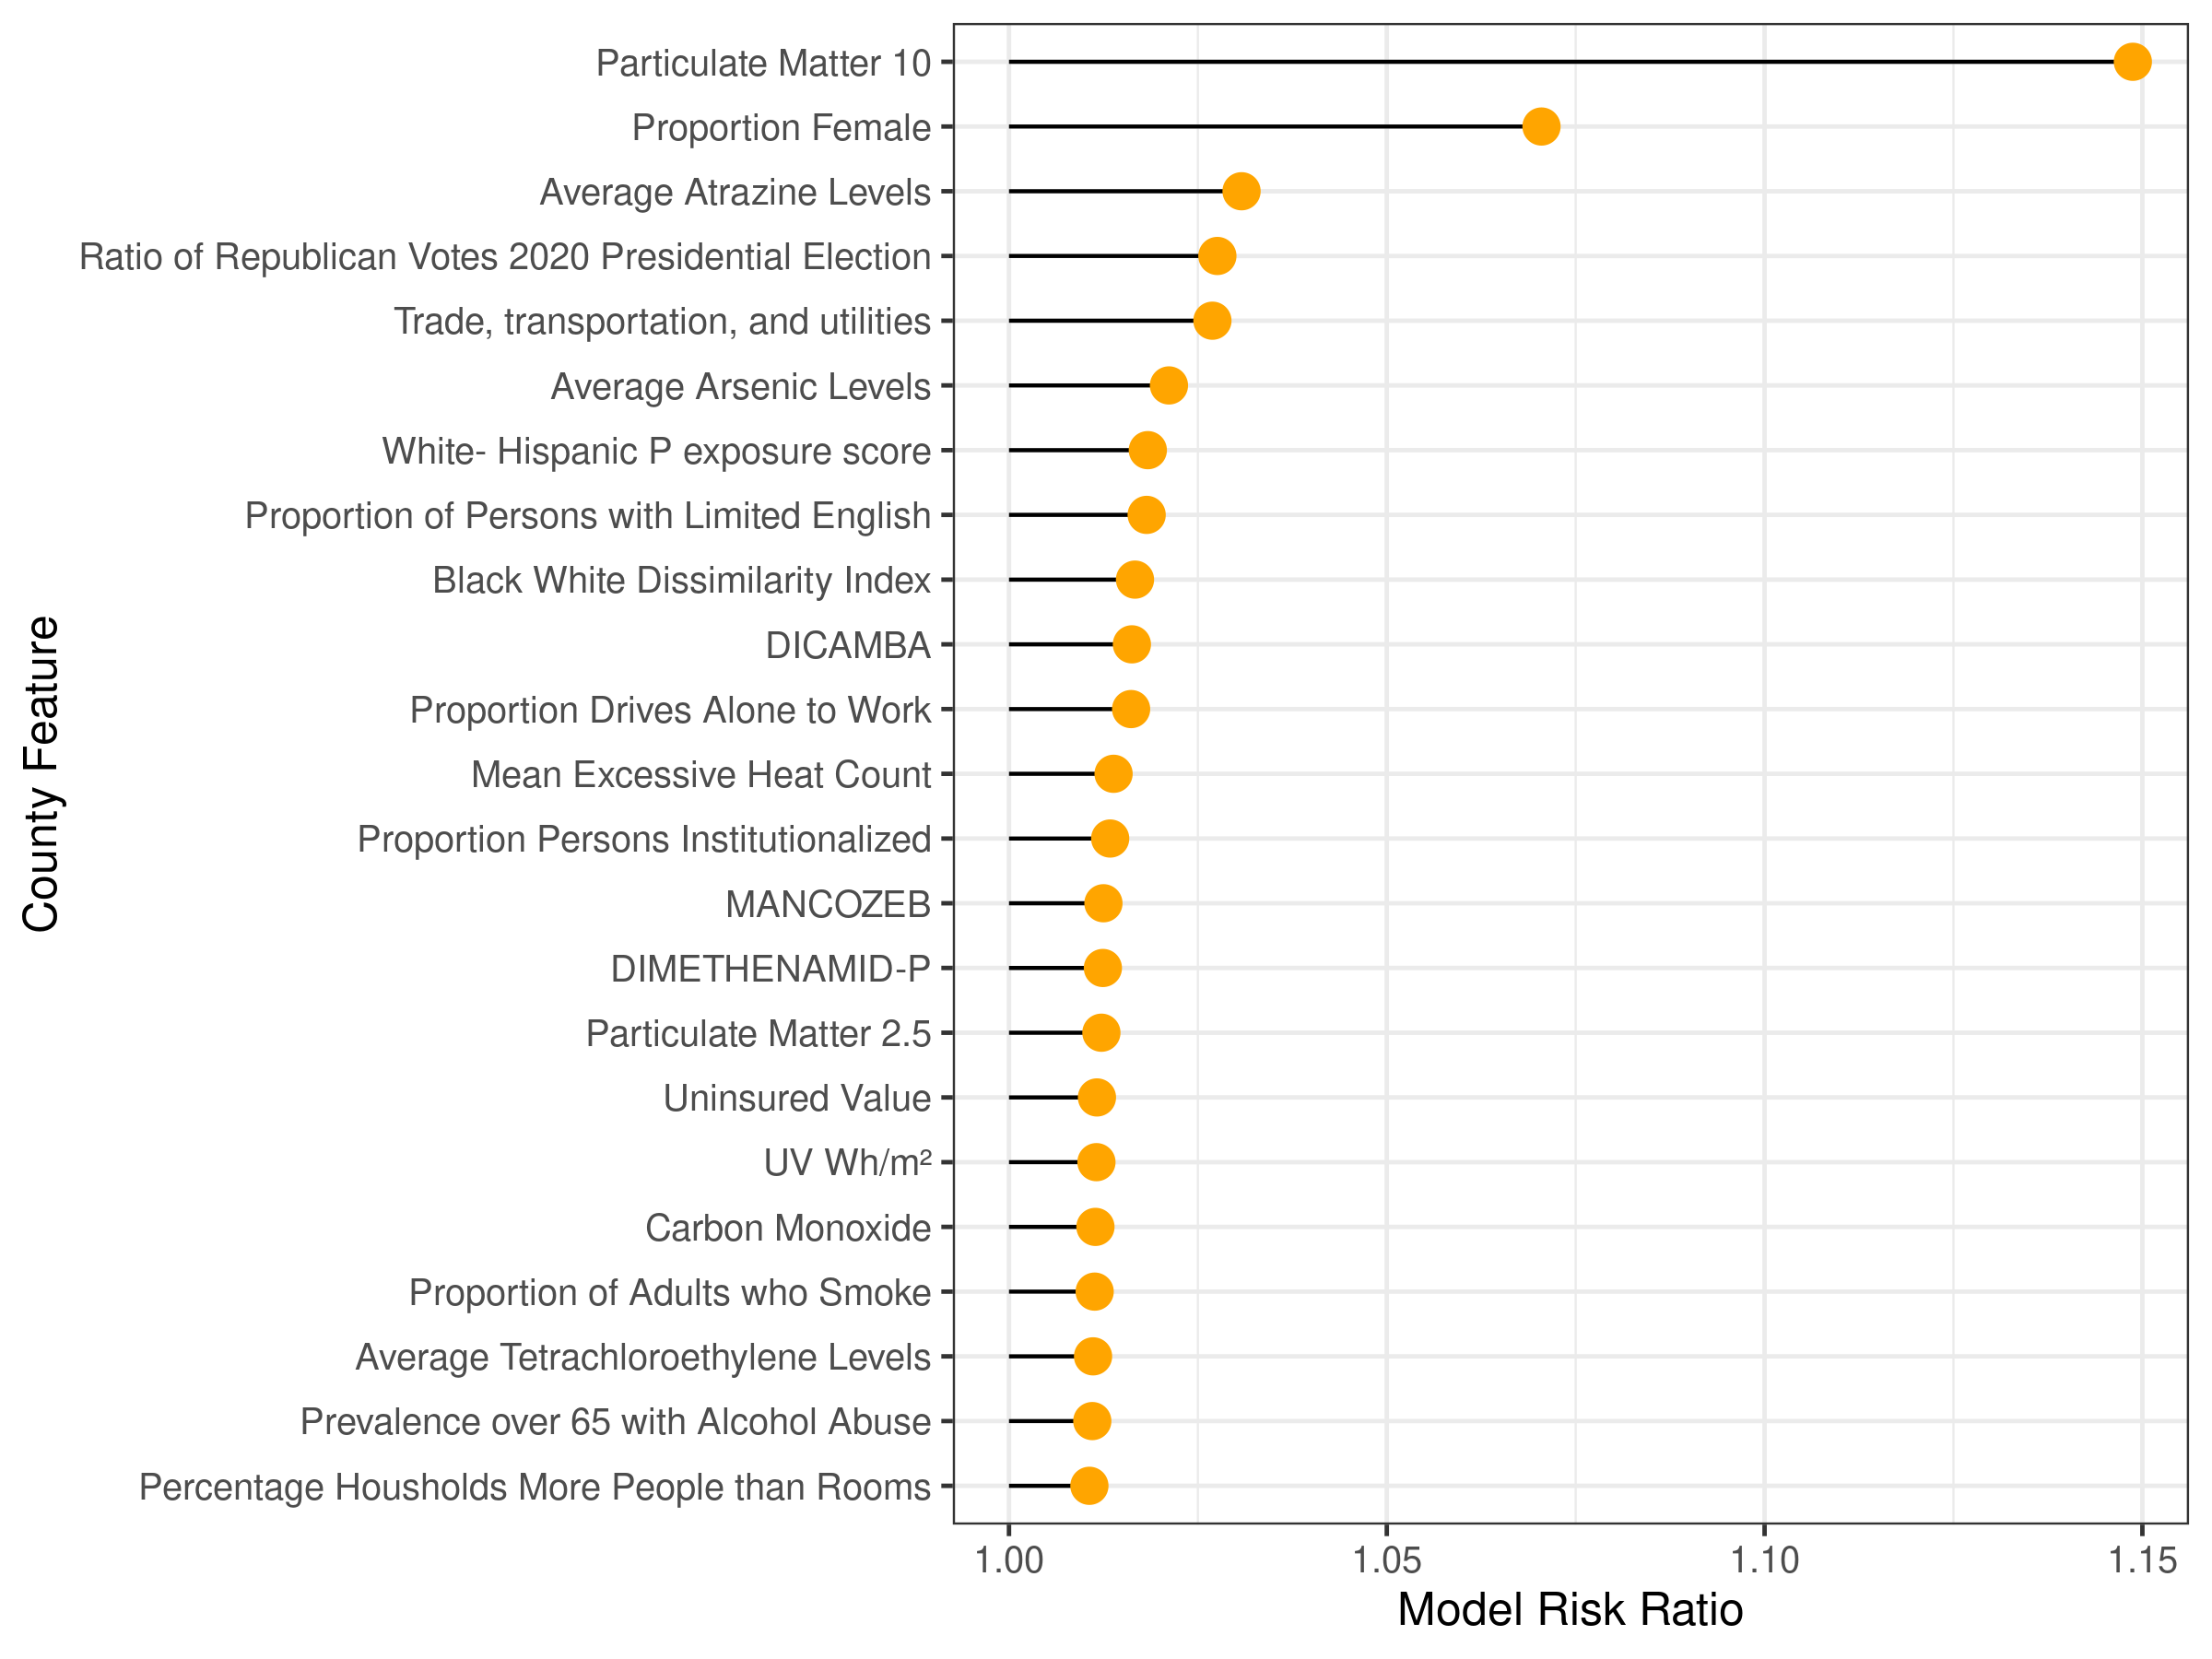 Particulate Matter 10
Proportion Female
Average Atrazine Levels
Ratio of Republican Votes 2020 Presidential Election
Trade, transportation, and utilities
Average Arsenic Levels
White- Hispanic P exposure score
Proportion of Persons with Limited English
Black White Dissimilarity Index
DICAMBA
Proportion Drives Alone to Work
Mean Excessive Heat Count
Proportion Persons Institutionalized
MANCOZEB
DIMETHENAMID-P
Particulate Matter 2.5
Uninsured Value
UV Wh/m²
Carbon Monoxide
Proportion of Adults who Smoke
Average Tetrachloroethylene Levels
Prevalence over 65 with Alcohol Abuse
Percentage Housholds More People than Rooms
County Feature
1.00 1.05 1.10 1.15
Model Risk Ratio